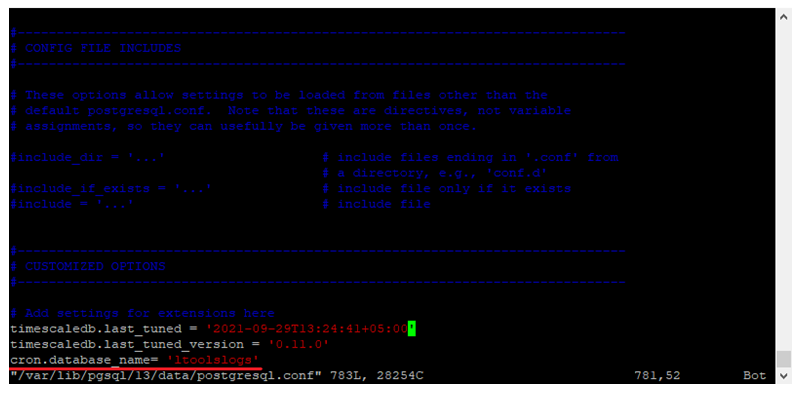 #------------------------------------------------------------------------------
# CONFIG FILE INCLUDES
#------------------------------------------------------------------------------
# These options allow settings to be loaded from files other than the
# default postgresql.conf.  Note that these are directives, not variable
# assignments, so they can usefully be given more than once.
#include_dir = '...'                    # include files ending in '.conf' from
                                        # a directory, e.g., 'conf.d'
#include_if_exists = '...'              # include file only if it exists
#include = '...'                        # include file
#------------------------------------------------------------------------------
# CUSTOMIZED OPTIONS
#------------------------------------------------------------------------------
# Add settings for extensions here
timescaledb.last_tuned = '2021-09-29T13:24:41+05:00'
timescaledb.last_tuned_version = '0.11.0'
cron.database_name= 'ltoolslogs'
"/var/lib/pgsql/13/data/postgresql.conf" 783L, 28254C 781,52 Bot